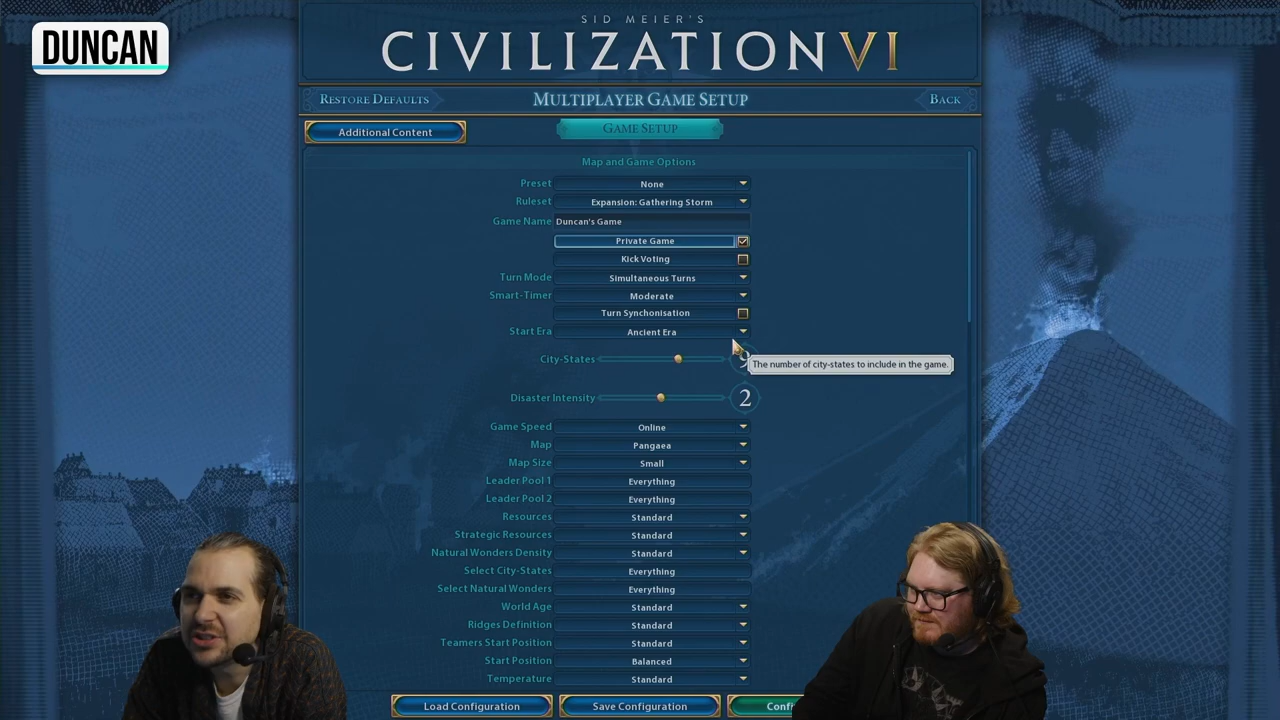 DUNCAN
SID MEIER'S
CIVILIZATION VI
RESTORE DEFAULTS
MULTIPLAYER GAME SETUP
BACK
Additional Content
GAME SETUP
Map and Game Options
Preset None
Ruleset Expansion: Gathering Storm
Game Name Duncan's Game
Private Game
Kick Voting
Turn Mode Simultaneous Turns
Smart-Timer Moderate
Turn Synchonisation
Start Era Ancient Era
City-States
The number of city-states to include in the game.
Disaster Intensity 2
Game Speed Online
Map Pangaea
Map Size Small
Leader Pool 1 Everything
Leader Pool 2 Everything
Resources Standard
Strategic Resources Standard
Natural Wonders Density Standard
Select City-States Everything
Select Natural Wonders Everything
World Age Standard
Ridges Definition Standard
Teamers Start Position Standard
Start Position Balanced
Temperature Standard
Load Configuration
Save Configuration